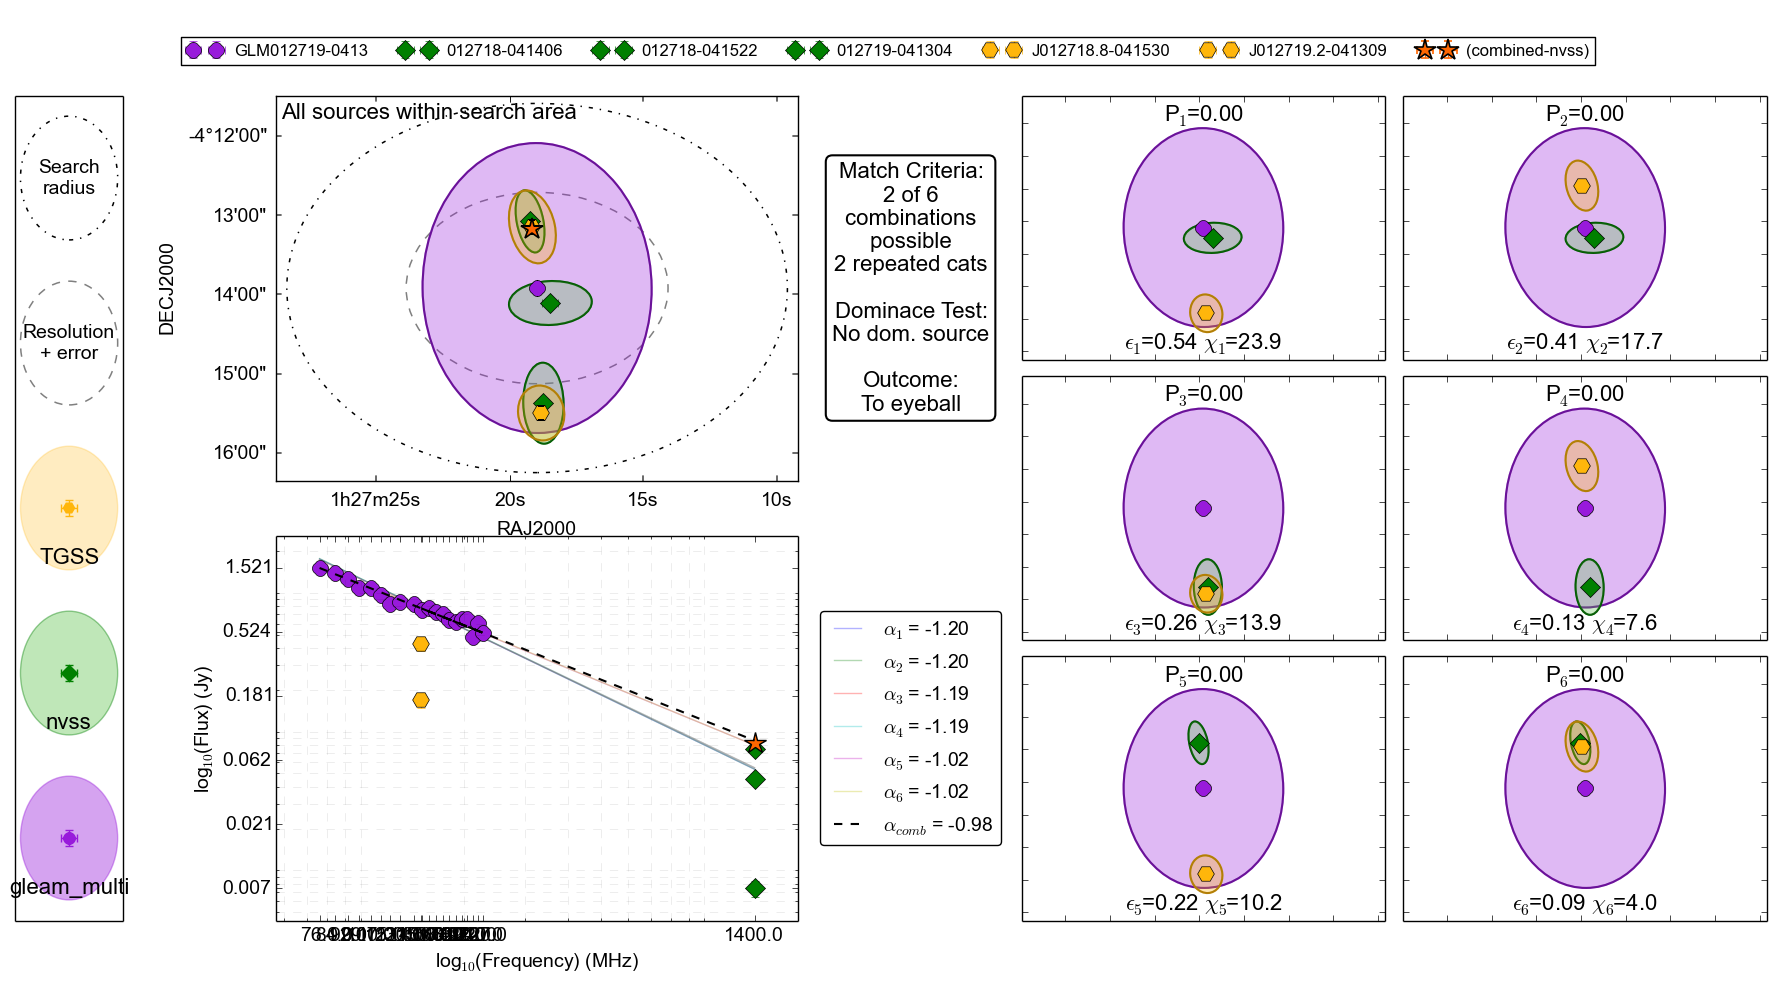 GLM012719-0413 012718-041406 012718-041522 012719-041304 J012718.8-041530 J012719.2-041309 (combined-nvss)
Search
radius
Resolution
+ error
TGSS
nvss
gleam_multi
All sources within search area
-4°12'00"
13'00"
14'00"
15'00"
16'00"
DECJ2000
1h27m25s 20s 15s 10s
RAJ2000
Match Criteria:
2 of 6
combinations
possible
2 repeated cats
Dominace Test:
No dom. source
Outcome:
To eyeball
1.521
0.524
0.181
0.062
0.021
0.007
log10(Flux) (Jy)
1400.0
log10(Frequency) (MHz)
α1 = -1.20
α2 = -1.20
α3 = -1.19
α4 = -1.19
α5 = -1.02
α6 = -1.02
αcomb = -0.98
P1=0.00
ϵ1=0.54 χ1=23.9
P2=0.00
ϵ2=0.41 χ2=17.7
P3=0.00
ϵ3=0.26 χ3=13.9
P4=0.00
ϵ4=0.13 χ4=7.6
P5=0.00
ϵ5=0.22 χ5=10.2
P6=0.00
ϵ6=0.09 χ6=4.0